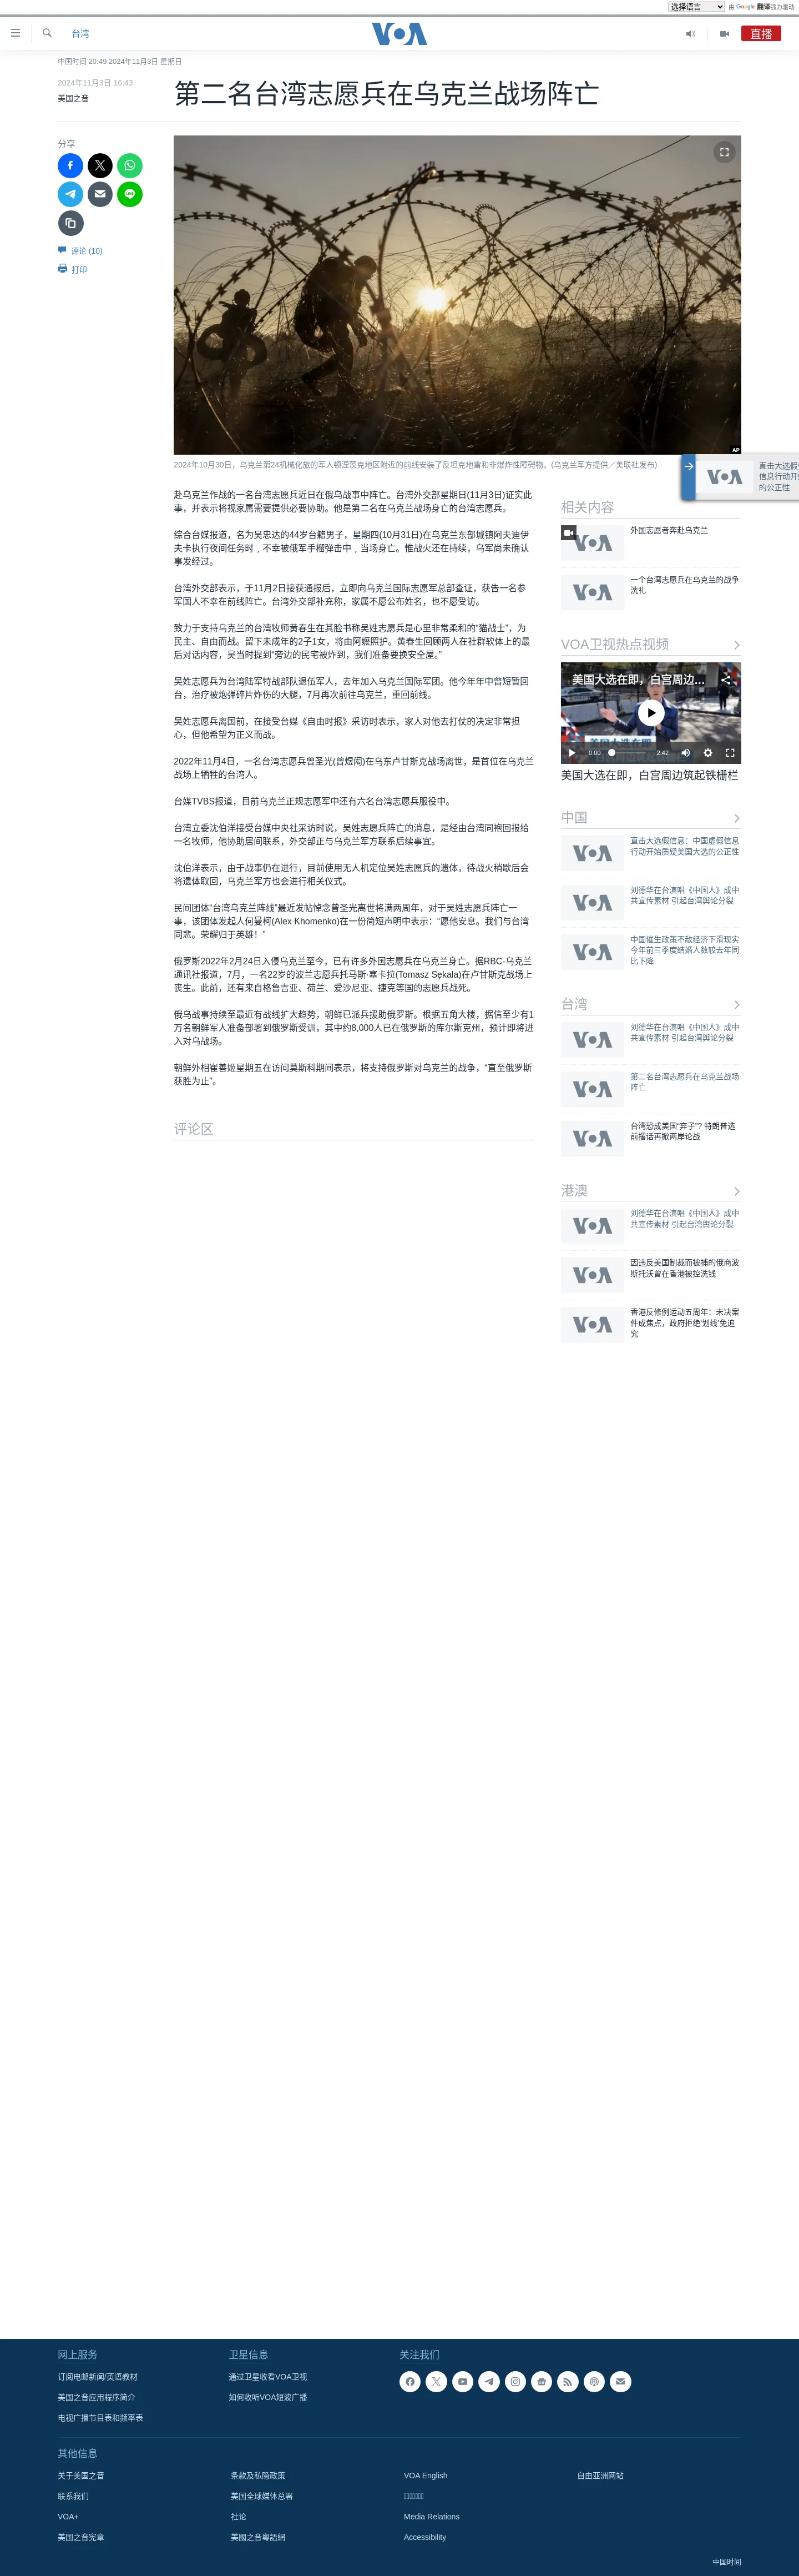 选择语言 由 Google 翻译强力驱动
台湾 VOA 直播
中国时间 20:49 2024年11月3日 星期日
2024年11月3日 16:43
美国之音
第二名台湾志愿兵在乌克兰战场阵亡
分享
评论 (10)
打印
AP
2024年10月30日，乌克兰第24机械化旅的军人顿涅茨克地区附近的前线安装了反坦克地雷和非爆炸性障碍物。(乌克兰军方提供／美联社发布)
直击大选假
信息行动开
的公正性
赴乌克兰作战的一名台湾志愿兵近日在俄乌战事中阵亡。台湾外交部星期日(11月3日)证实此
事，并表示将视家属需要提供必要协助。他是第二名在乌克兰战场身亡的台湾志愿兵。
综合台媒报道，名为吴忠达的44岁台籍男子，星期四(10月31日)在乌克兰东部城镇阿夫迪伊
夫卡执行夜间任务时﹐不幸被俄军手榴弹击中﹐当场身亡。惟战火还在持续，乌军尚未确认
事发经过。
台湾外交部表示，于11月2日接获通报后，立即向乌克兰国际志愿军总部查证，获告一名参
军国人不幸在前线阵亡。台湾外交部补充称，家属不愿公布姓名，也不愿受访。
致力于支持乌克兰的台湾牧师黄春生在其脸书称吴姓志愿兵是心里非常柔和的“猫战士”，为
民主、自由而战。留下未成年的2子1女，将由阿嬷照护。黄春生回顾两人在社群软体上的最
后对话内容，吴当时提到“旁边的民宅被炸到，我们准备要换安全屋。”
吴姓志愿兵为台湾陆军特战部队退伍军人，去年加入乌克兰国际军团。他今年年中曾短暂回
台，治疗被炮弹碎片炸伤的大腿，7月再次前往乌克兰，重回前线。
吴姓志愿兵离国前，在接受台媒《自由时报》采访时表示，家人对他去打仗的决定非常担
心，但他希望为正义而战。
2022年11月4日，一名台湾志愿兵曾圣光(曾煜闳)在乌东卢甘斯克战场离世，是首位在乌克兰
战场上牺牲的台湾人。
台媒TVBS报道，目前乌克兰正规志愿军中还有六名台湾志愿兵服役中。
台湾立委沈伯洋接受台媒中央社采访时说，吴姓志愿兵阵亡的消息，是经由台湾同袍回报给
一名牧师，他协助居间联系，外交部正与乌克兰军方联系后续事宜。
沈伯洋表示，由于战事仍在进行，目前使用无人机定位吴姓志愿兵的遗体，待战火稍歇后会
将遗体取回，乌克兰军方也会进行相关仪式。
民间团体“台湾乌克兰阵线”最近发帖悼念曾圣光离世将满两周年，对于吴姓志愿兵阵亡一
事，该团体发起人何曼柯(Alex Khomenko)在一份简短声明中表示：“愿他安息。我们与台湾
同悲。荣耀归于英雄！”
俄罗斯2022年2月24日入侵乌克兰至今，已有许多外国志愿兵在乌克兰身亡。据RBC-乌克兰
通讯社报道，7月，一名22岁的波兰志愿兵托马斯·塞卡拉(Tomasz Sękala)在卢甘斯克战场上
丧生。此前，还有来自格鲁吉亚、荷兰、爱沙尼亚、捷克等国的志愿兵战死。
俄乌战事持续至最近有战线扩大趋势，朝鲜已派兵援助俄罗斯。根据五角大楼，据信至少有1
万名朝鲜军人准备部署到俄罗斯受训，其中约8,000人已在俄罗斯的库尔斯克州，预计即将进
入对乌战场。
朝鲜外相崔善姬星期五在访问莫斯科期间表示，将支持俄罗斯对乌克兰的战争，“直至俄罗斯
获胜为止”。
评论区
相关内容
外国志愿者奔赴乌克兰
一个台湾志愿兵在乌克兰的战争
洗礼
VOA卫视热点视频
美国大选在即，白宫周边...
0:00 2:42
美国大选在即，白宫周边筑起铁栅栏
中国
直击大选假信息：中国虚假信息
行动开始质疑美国大选的公正性
刘德华在台演唱《中国人》成中
共宣传素材 引起台湾舆论分裂
中国催生政策不敌经济下滑现实
今年前三季度结婚人数较去年同
比下降
台湾
刘德华在台演唱《中国人》成中
共宣传素材 引起台湾舆论分裂
第二名台湾志愿兵在乌克兰战场
阵亡
台湾恐成美国“弃子”? 特朗普选
前撂话再掀两岸论战
港澳
刘德华在台演唱《中国人》成中
共宣传素材 引起台湾舆论分裂
因违反美国制裁而被捕的俄商波
斯托沃曾在香港被控洗钱
香港反修例运动五周年：未决案
件成焦点，政府拒绝‘划线’免追
究
网上服务
订阅电邮新闻/英语教材
美国之音应用程序简介
电视广播节目表和频率表
卫星信息
通过卫星收看VOA卫视
如何收听VOA短波广播
关注我们
其他信息
关于美国之音
联系我们
VOA+
美国之音宪章
条款及私隐政策
美国全球媒体总署
社论
美國之音粵語網
VOA English
Media Relations
Accessibility
自由亚洲网站
中国时间